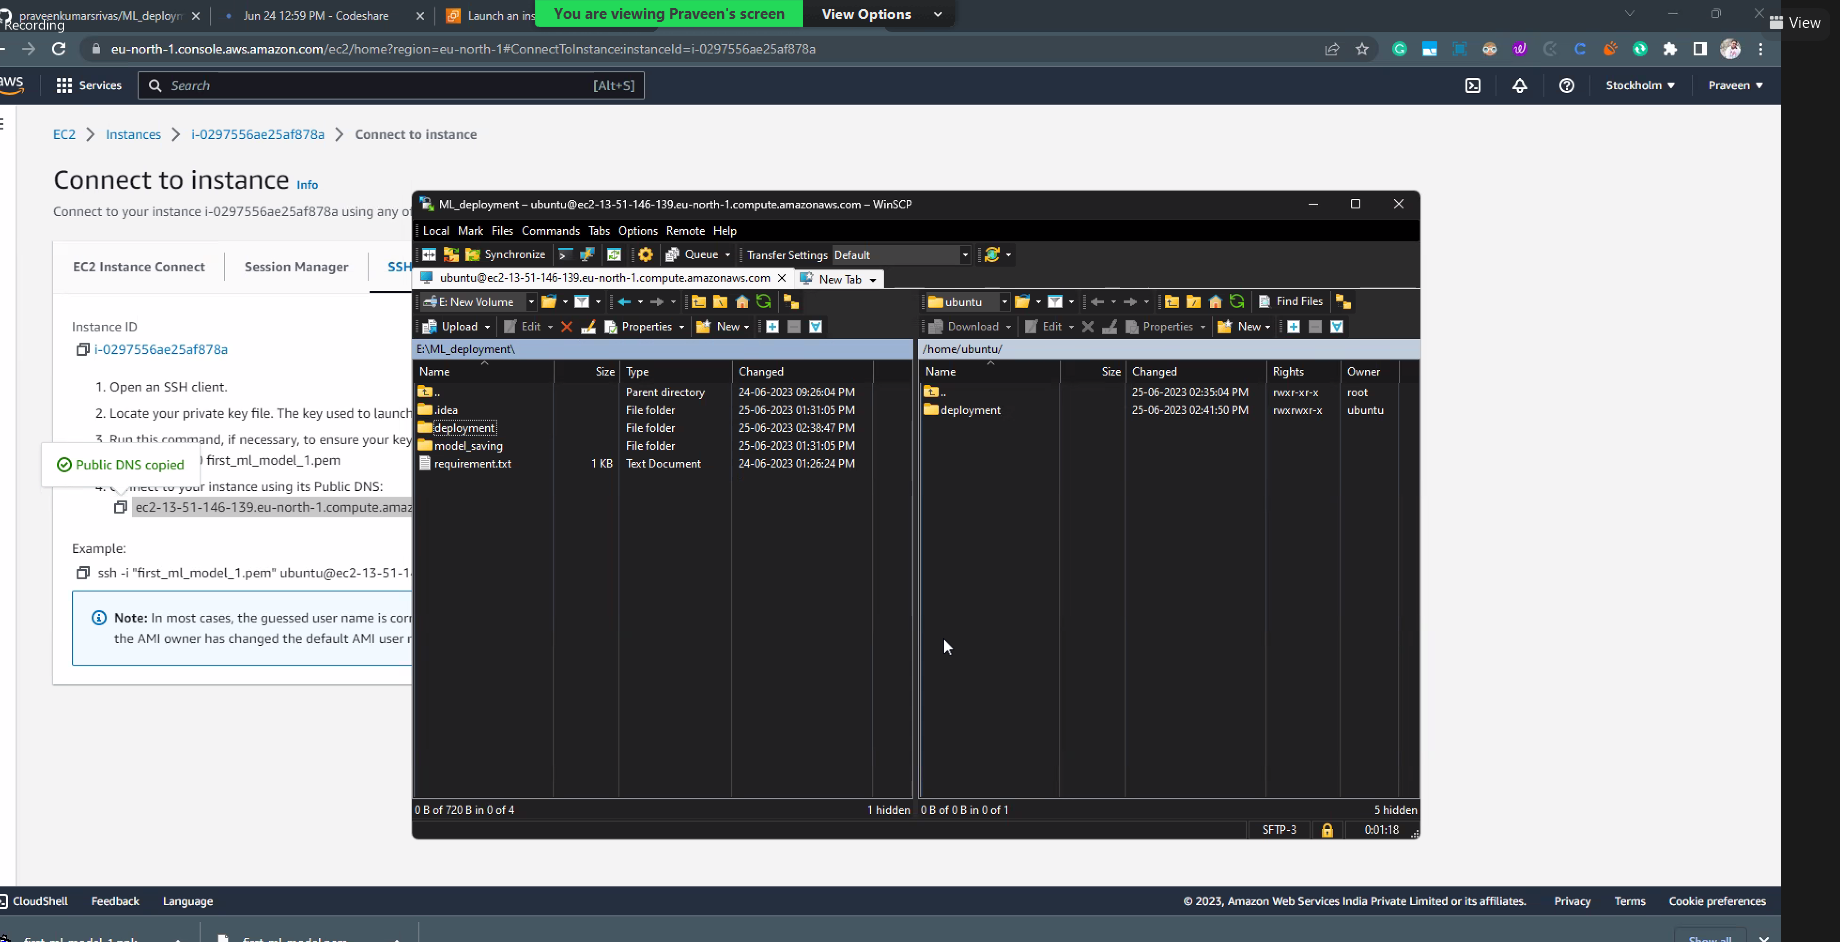 praveenkumarsrivas/ML_deploym
Jun 24 12:59 PM - Codeshare
Launch an ins
You are viewing Praveen's screen
View Options
View
Recording
eu-north-1.console.aws.amazon.com/ec2/home?region=eu-north-1#ConnectToInstance:instanceId=i-0297556ae25af878a
aws
Services
Search
[Alt+S]
Stockholm
Praveen
EC2
Instances
i-0297556ae25af878a
Connect to instance
Connect to instance Info
Connect to your instance i-0297556ae25af878a using any of
EC2 Instance Connect
Session Manager
SSH
Instance ID
i-0297556ae25af878a
1. Open an SSH client.
2. Locate your private key file. The key used to launch
3. Run this command, if necessary, to ensure your key
first_ml_model_1.pem
Public DNS copied
4. Connect to your instance using its Public DNS:
ec2-13-51-146-139.eu-north-1.compute.amaz
Example:
ssh -i "first_ml_model_1.pem" ubuntu@ec2-13-51-14
Note: In most cases, the guessed user name is corr
the AMI owner has changed the default AMI user n
ML_deployment – ubuntu@ec2-13-51-146-139.eu-north-1.compute.amazonaws.com – WinSCP
Local Mark Files Commands Tabs Options Remote Help
Synchronize
Queue
Transfer Settings Default
ubuntu@ec2-13-51-146-139.eu-north-1.compute.amazonaws.com
New Tab
E: New Volume
Upload
Edit
Properties
New
E:\ML_deployment\
Name Size Type Changed
.. Parent directory 24-06-2023 09:26:04 PM
.idea File folder 25-06-2023 01:31:05 PM
deployment File folder 25-06-2023 02:38:47 PM
model_saving File folder 25-06-2023 01:31:05 PM
requirement.txt 1 KB Text Document 24-06-2023 01:26:24 PM
0 B of 720 B in 0 of 4
1 hidden
ubuntu
Find Files
Download
Edit
Properties
New
/home/ubuntu/
Name Size Changed Rights Owner
.. 25-06-2023 02:35:04 PM rwxr-xr-x root
deployment 25-06-2023 02:41:50 PM rwxrwxr-x ubuntu
0 B of 0 B in 0 of 1
5 hidden
SFTP-3
0:01:18
CloudShell
Feedback
Language
© 2023, Amazon Web Services India Private Limited or its affiliates.
Privacy
Terms
Cookie preferences
Show all